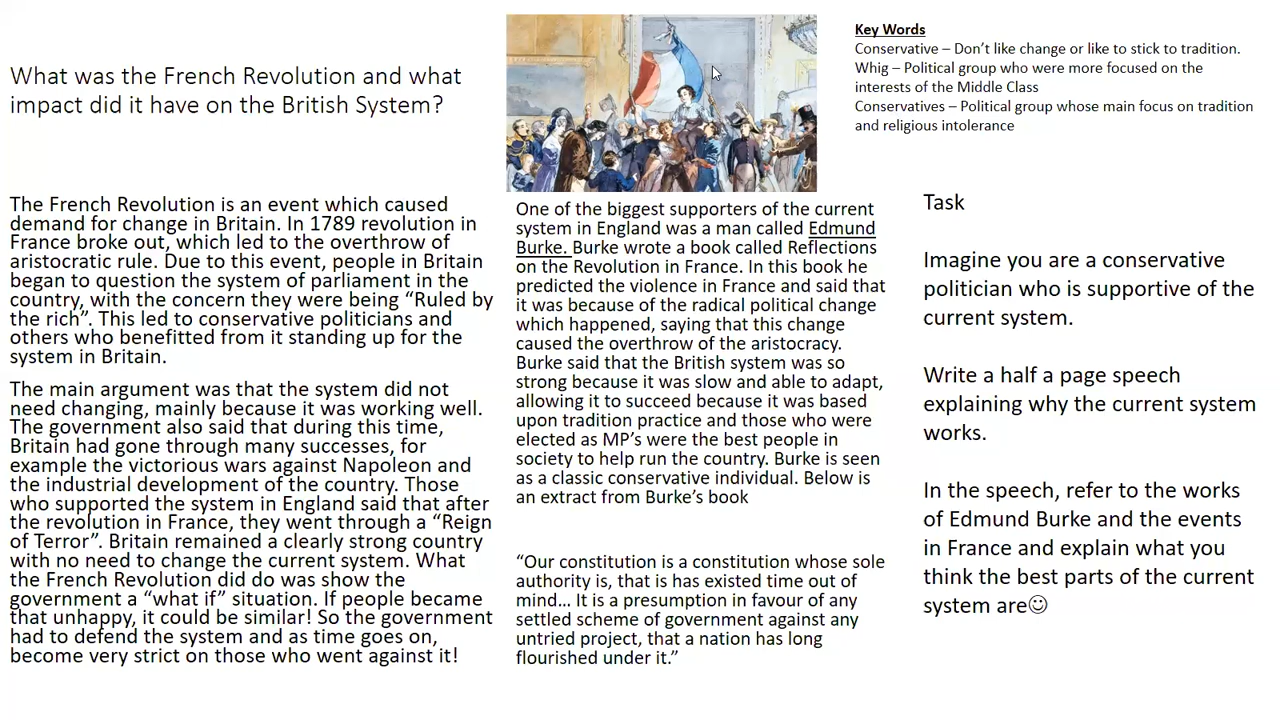 What was the French Revolution and what
impact did it have on the British System?
The French Revolution is an event which caused
demand for change in Britain. In 1789 revolution in
France broke out, which led to the overthrow of
aristocratic rule. Due to this event, people in Britain
began to question the system of parliament in the
country, with the concern they were being “Ruled by
the rich”. This led to conservative politicians and
others who benefitted from it standing up for the
system in Britain.
The main argument was that the system did not
need changing, mainly because it was working well.
The government also said that during this time,
Britain had gone through many successes, for
example the victorious wars against Napoleon and
the industrial development of the country. Those
who supported the system in England said that after
the revolution in France, they went through a “Reign
of Terror”. Britain remained a clearly strong country
with no need to change the current system. What
the French Revolution did do was show the
government a “what if” situation. If people became
that unhappy, it could be similar! So the government
had to defend the system and as time goes on,
become very strict on those who went against it!
One of the biggest supporters of the current
system in England was a man called Edmund
Burke. Burke wrote a book called Reflections
on the Revolution in France. In this book he
predicted the violence in France and said that
it was because of the radical political change
which happened, saying that this change
caused the overthrow of the aristocracy.
Burke said that the British system was so
strong because it was slow and able to adapt,
allowing it to succeed because it was based
upon tradition practice and those who were
elected as MP’s were the best people in
society to help run the country. Burke is seen
as a classic conservative individual. Below is
an extract from Burke’s book
“Our constitution is a constitution whose sole
authority is, that is has existed time out of
mind... It is a presumption in favour of any
settled scheme of government against any
untried project, that a nation has long
flourished under it.”
Key Words
Conservative – Don’t like change or like to stick to tradition.
Whig – Political group who were more focused on the
interests of the Middle Class
Conservatives – Political group whose main focus on tradition
and religious intolerance
Task
Imagine you are a conservative
politician who is supportive of the
current system.
Write a half a page speech
explaining why the current system
works.
In the speech, refer to the works
of Edmund Burke and the events
in France and explain what you
think the best parts of the current
system are☺